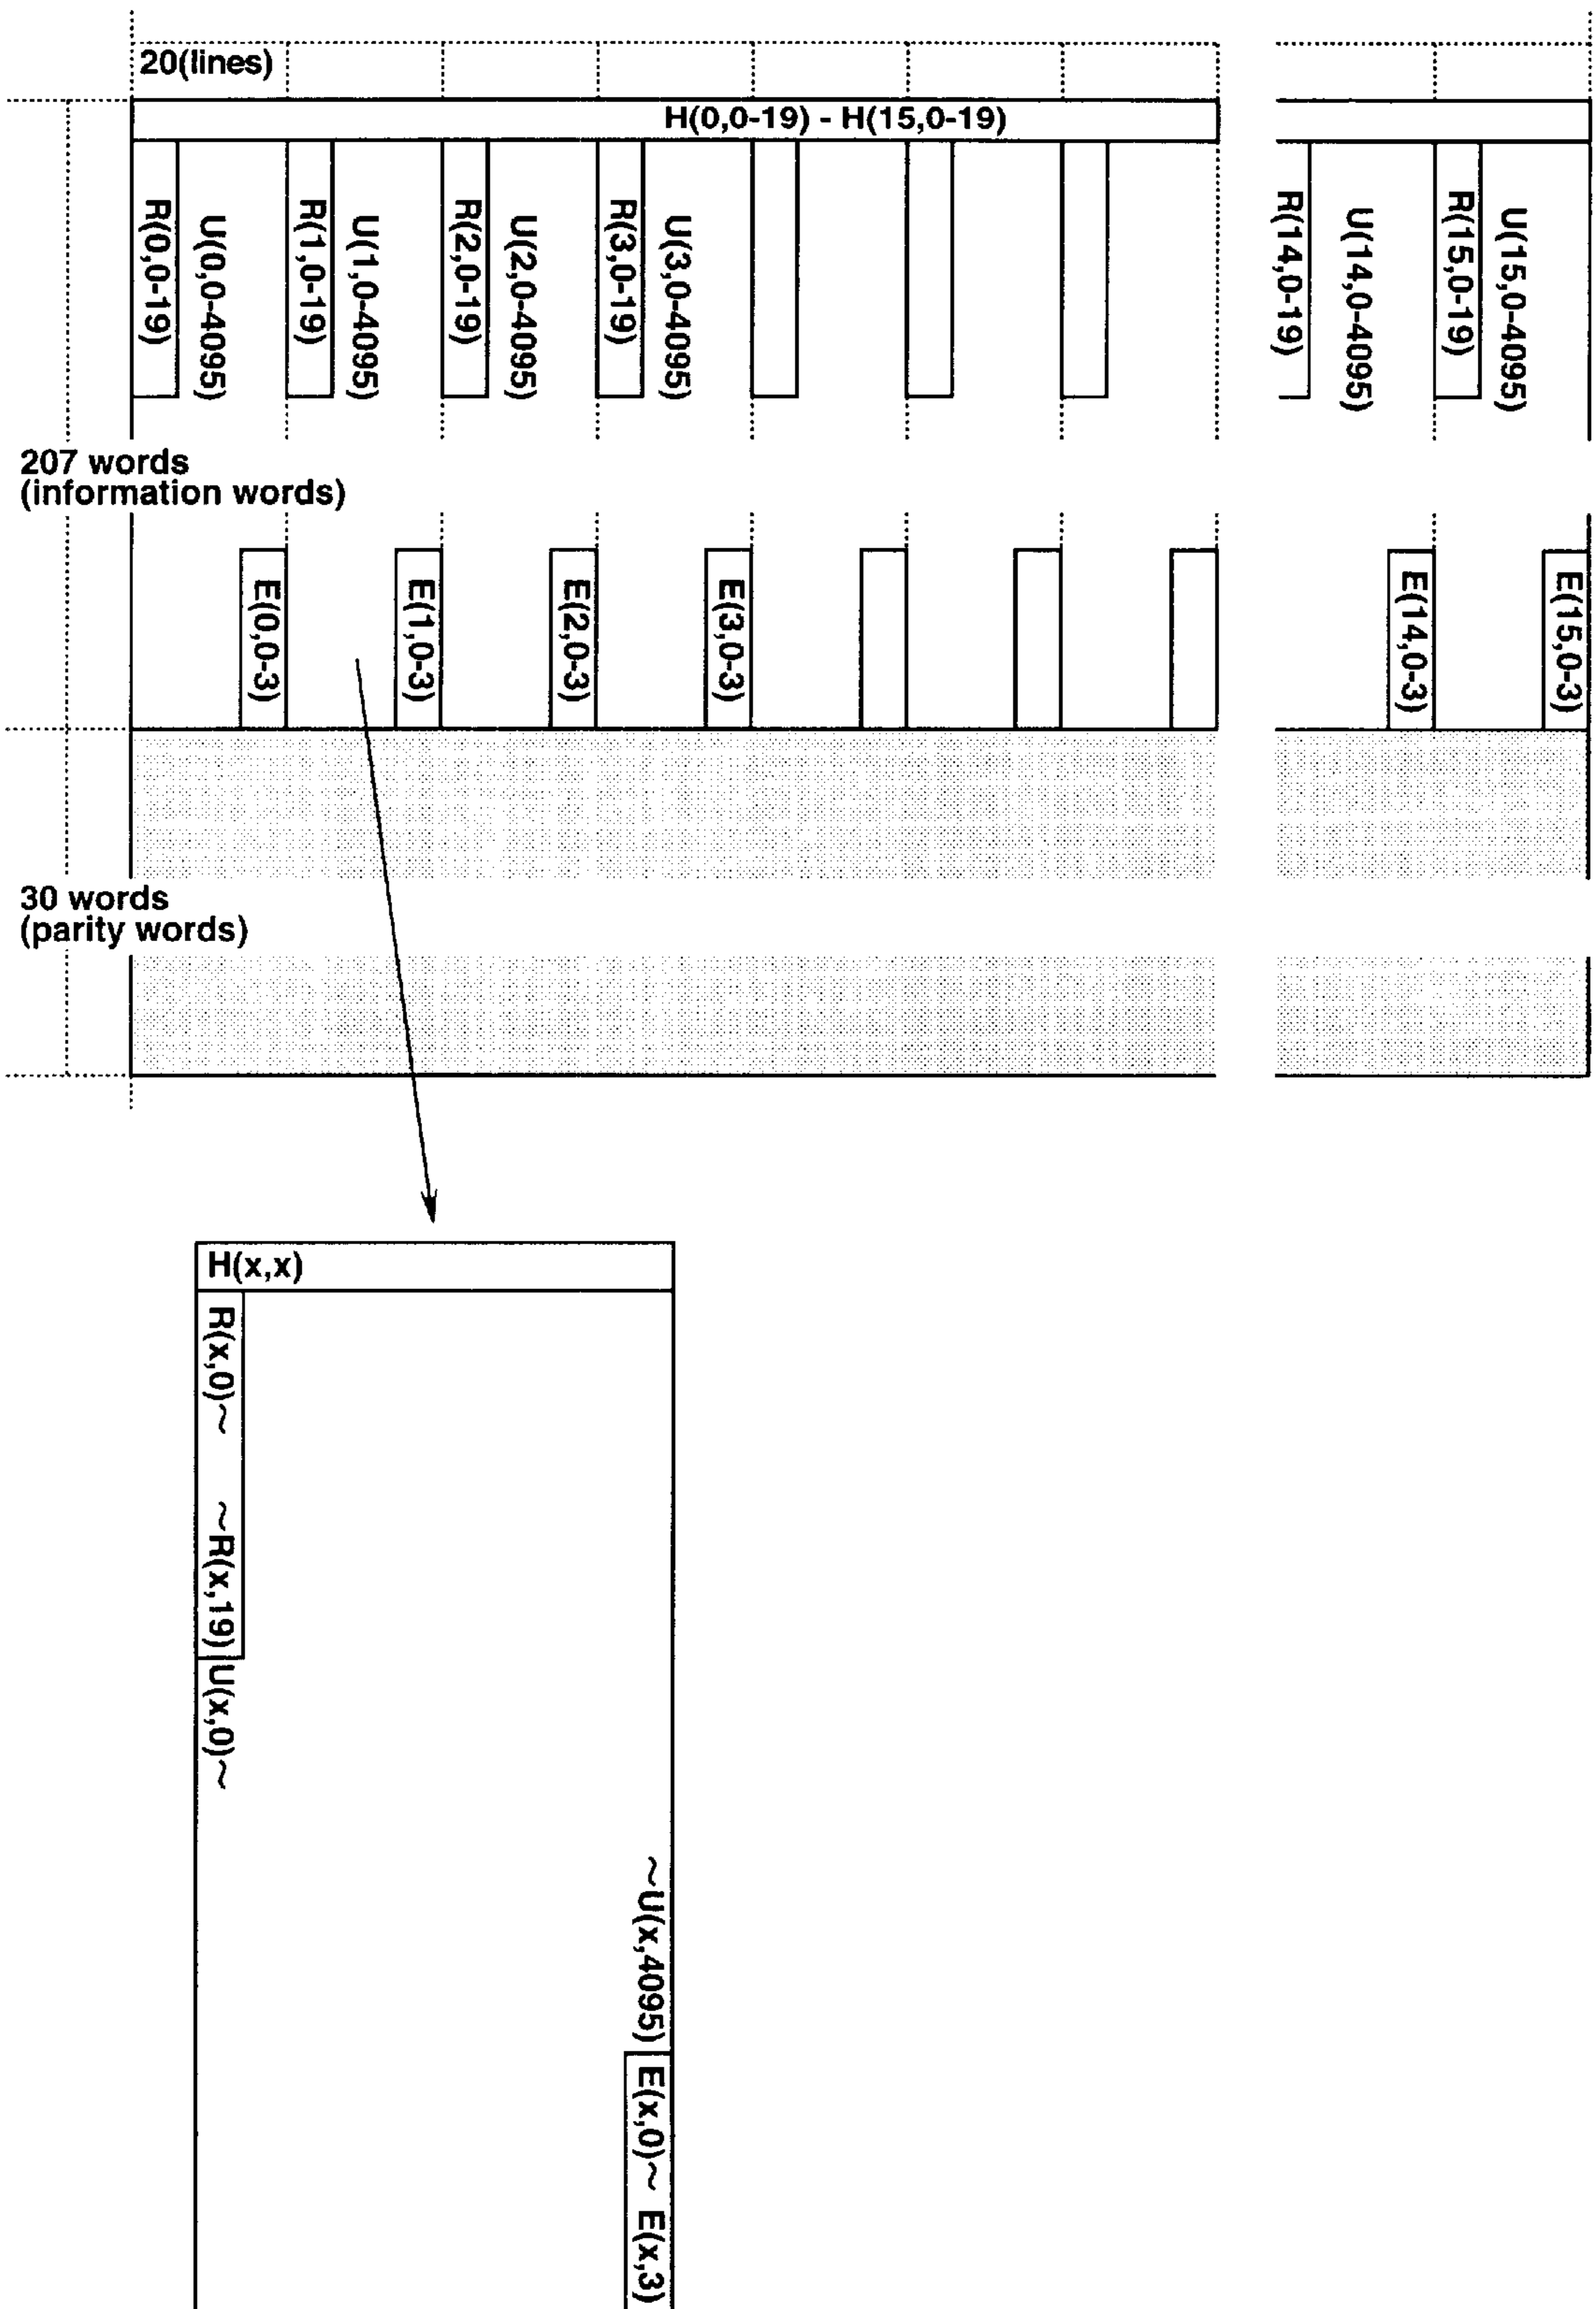 20(lines)
H(0,0-19) - H(15,0-19)
R(0,0-19)
U(0,0-4095)
R(1,0-19)
U(1,0-4095)
R(2,0-19)
U(2,0-4095)
R(3,0-19)
U(3,0-4095)
R(14,0-19)
U(14,0-4095)
R(15,0-19)
U(15,0-4095)
207 words
(information words)
E(0,0-3)
E(1,0-3)
E(2,0-3)
E(3,0-3)
E(14,0-3)
E(15,0-3)
30 words
(parity words)
H(x,x)
R(x,0)~ ~R(x,19) U(x,0)~
~U(x,4095) E(x,0)~ E(x,3)